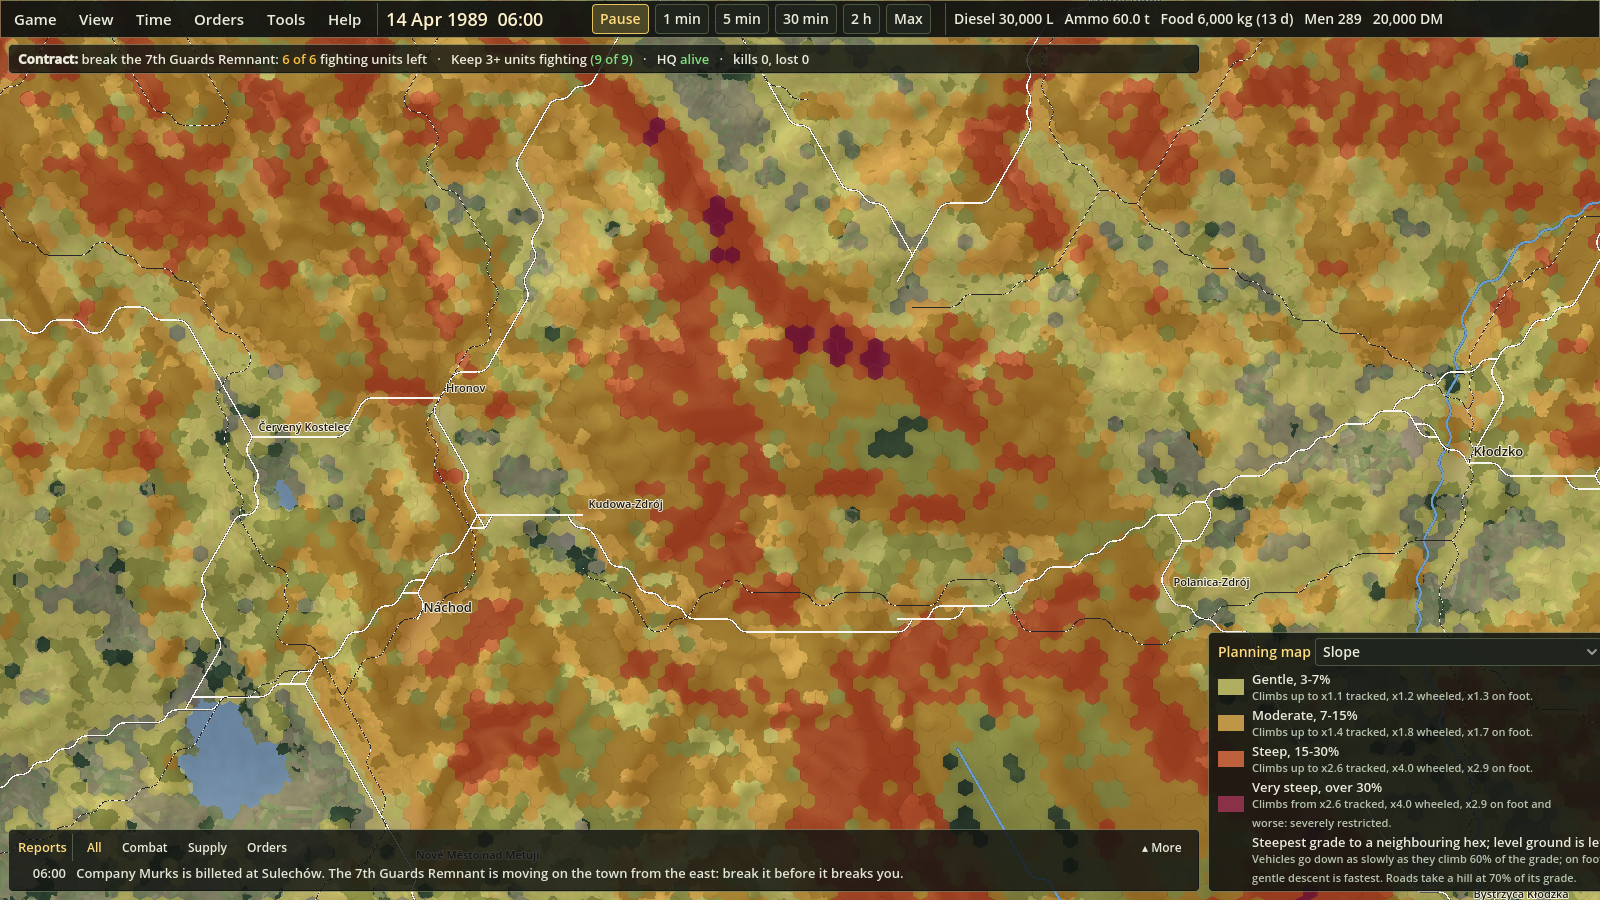 Game View Time Orders Tools Help 14 Apr 1989 06:00 Pause 1 min 5 min 30 min 2 h Max Diesel 30,000 L Ammo 60.0 t Food 6,000 kg (13 d) Men 289 20,000 DM
Contract: break the 7th Guards Remnant: 6 of 6 fighting units left · Keep 3+ units fighting (9 of 9) · HQ alive · kills 0, lost 0
Hronov
Červený Kostelec
Kłodzko
Kudowa-Zdrój
Polanica-Zdrój
Náchod
Planning map Slope
Gentle, 3-7%
Climbs up to x1.1 tracked, x1.2 wheeled, x1.3 on foot.
Moderate, 7-15%
Climbs up to x1.4 tracked, x1.8 wheeled, x1.7 on foot.
Steep, 15-30%
Climbs up to x2.6 tracked, x4.0 wheeled, x2.9 on foot.
Very steep, over 30%
Climbs from x2.6 tracked, x4.0 wheeled, x2.9 on foot and
worse: severely restricted.
Steepest grade to a neighbouring hex; level ground is le
Vehicles go down as slowly as they climb 60% of the grade; on foo
gentle descent is fastest. Roads take a hill at 70% of its grade.
Reports All Combat Supply Orders ▴ More
Nové Město nad Metují
06:00 Company Murks is billeted at Sulechów. The 7th Guards Remnant is moving on the town from the east: break it before it breaks you.
Bystrzyca Kłodzka